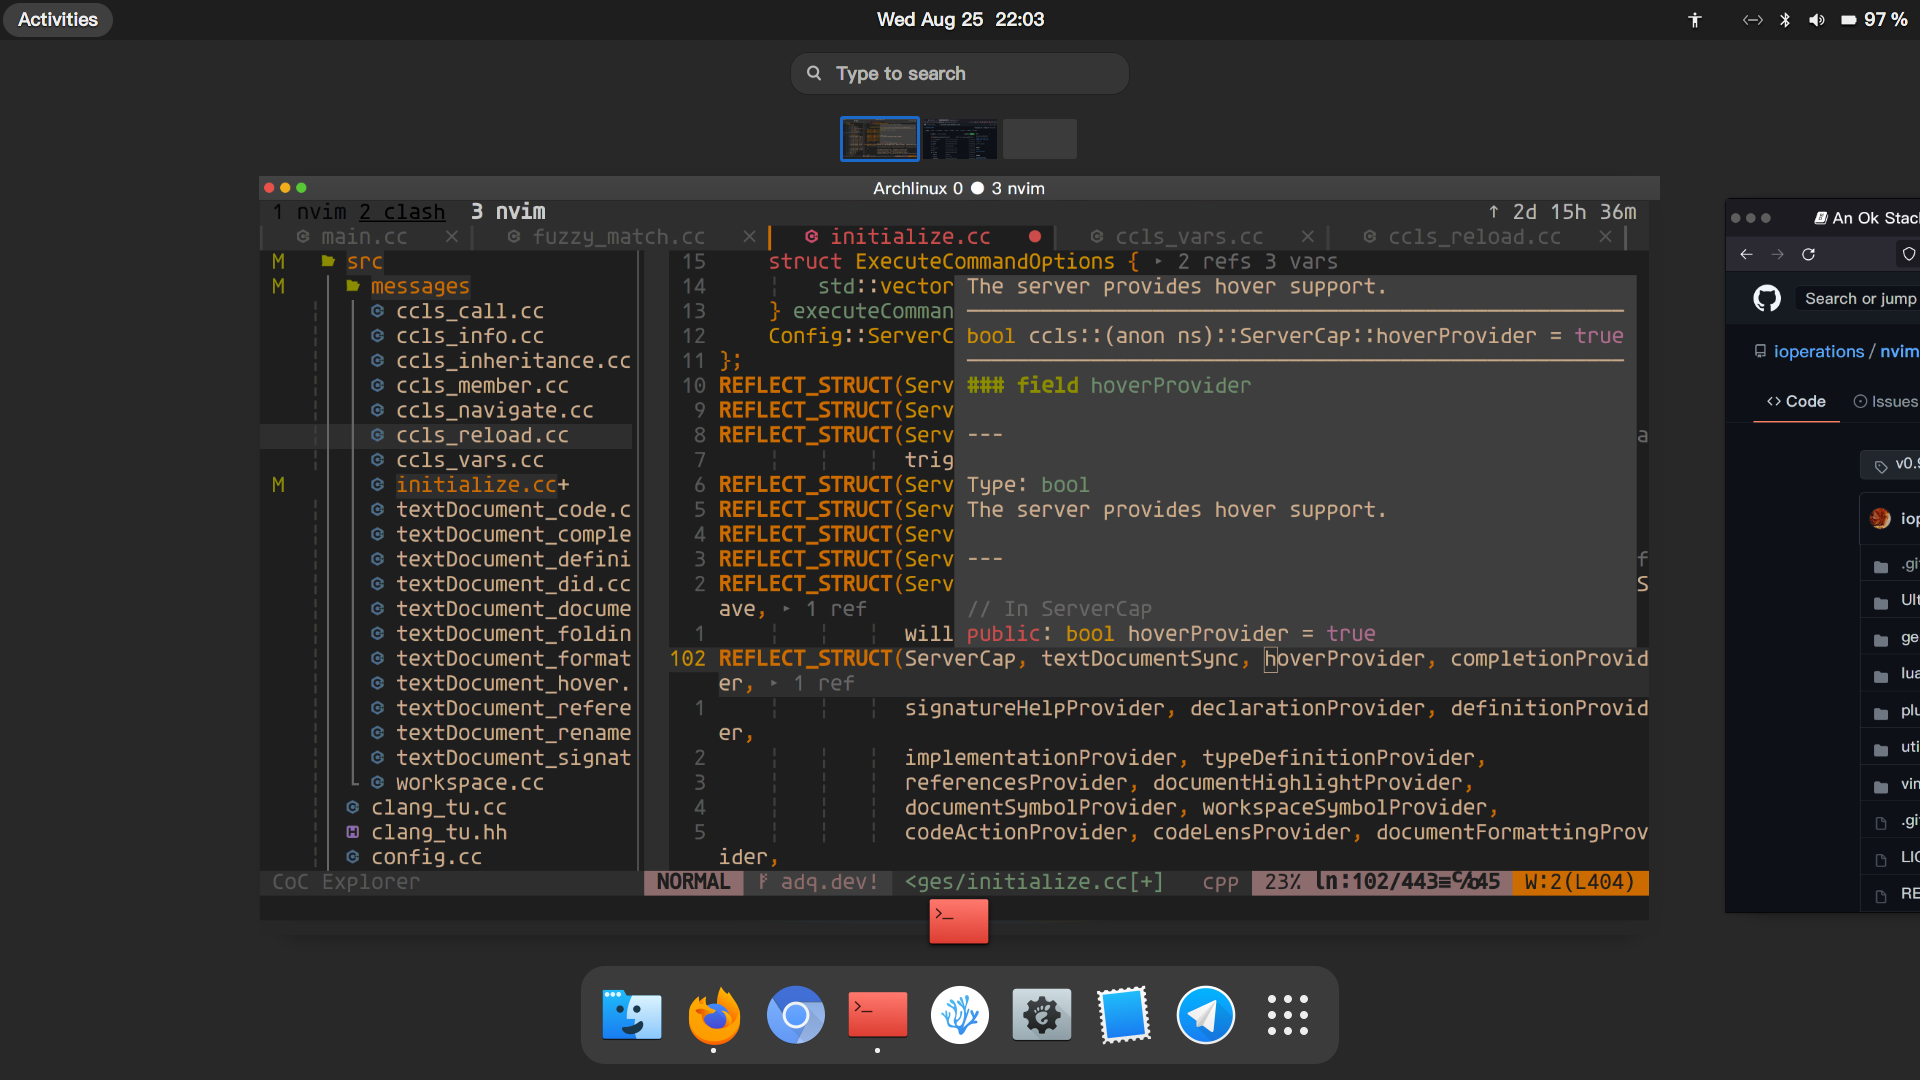 Activities
Wed Aug 25 22:03
97 %
Type to search
Archlinux 0 ● 3 nvim
1 nvim 2 clash 3 nvim
↑ 2d 15h 36m
main.cc × fuzzy_match.cc × initialize.cc ● ccls_vars.cc × ccls_reload.cc ×
M src
M messages
ccls_call.cc
ccls_info.cc
ccls_inheritance.cc
ccls_member.cc
ccls_navigate.cc
ccls_reload.cc
ccls_vars.cc
M initialize.cc+
textDocument_code.c
textDocument_comple
textDocument_defini
textDocument_did.cc
textDocument_docume
textDocument_foldin
textDocument_format
textDocument_hover.
textDocument_refere
textDocument_rename
textDocument_signat
workspace.cc
clang_tu.cc
clang_tu.hh
config.cc
CoC Explorer
15 struct ExecuteCommandOptions { ‣ 2 refs 3 vars
14 std::vector
13 } executeComman
12 Config::ServerC
11 };
10 REFLECT_STRUCT(Serv
9 REFLECT_STRUCT(Serv
8 REFLECT_STRUCT(Serv a
7 trig
6 REFLECT_STRUCT(Serv
5 REFLECT_STRUCT(Serv
4 REFLECT_STRUCT(Serv
3 REFLECT_STRUCT(Serv f
2 REFLECT_STRUCT(Serv S
ave, ‣ 1 ref
1 will
The server provides hover support.
bool ccls::(anon ns)::ServerCap::hoverProvider = true
### field hoverProvider
---
Type: bool
The server provides hover support.
---
// In ServerCap
public: bool hoverProvider = true
102 REFLECT_STRUCT(ServerCap, textDocumentSync, hoverProvider, completionProvid
er, ‣ 1 ref
1 signatureHelpProvider, declarationProvider, definitionProvid
er,
2 implementationProvider, typeDefinitionProvider,
3 referencesProvider, documentHighlightProvider,
4 documentSymbolProvider, workspaceSymbolProvider,
5 codeActionProvider, codeLensProvider, documentFormattingProv
ider,
NORMAL adq.dev! <ges/initialize.cc[+] cpp 23% ln:102/443≡℅45 W:2(L404)
An Ok Stac
Search or jump
ioperations / nvim
Code Issues
v0.9
iop
.gi
Ult
ge
lua
plu
uti
vin
.gi
LIC
RE
>_
>_